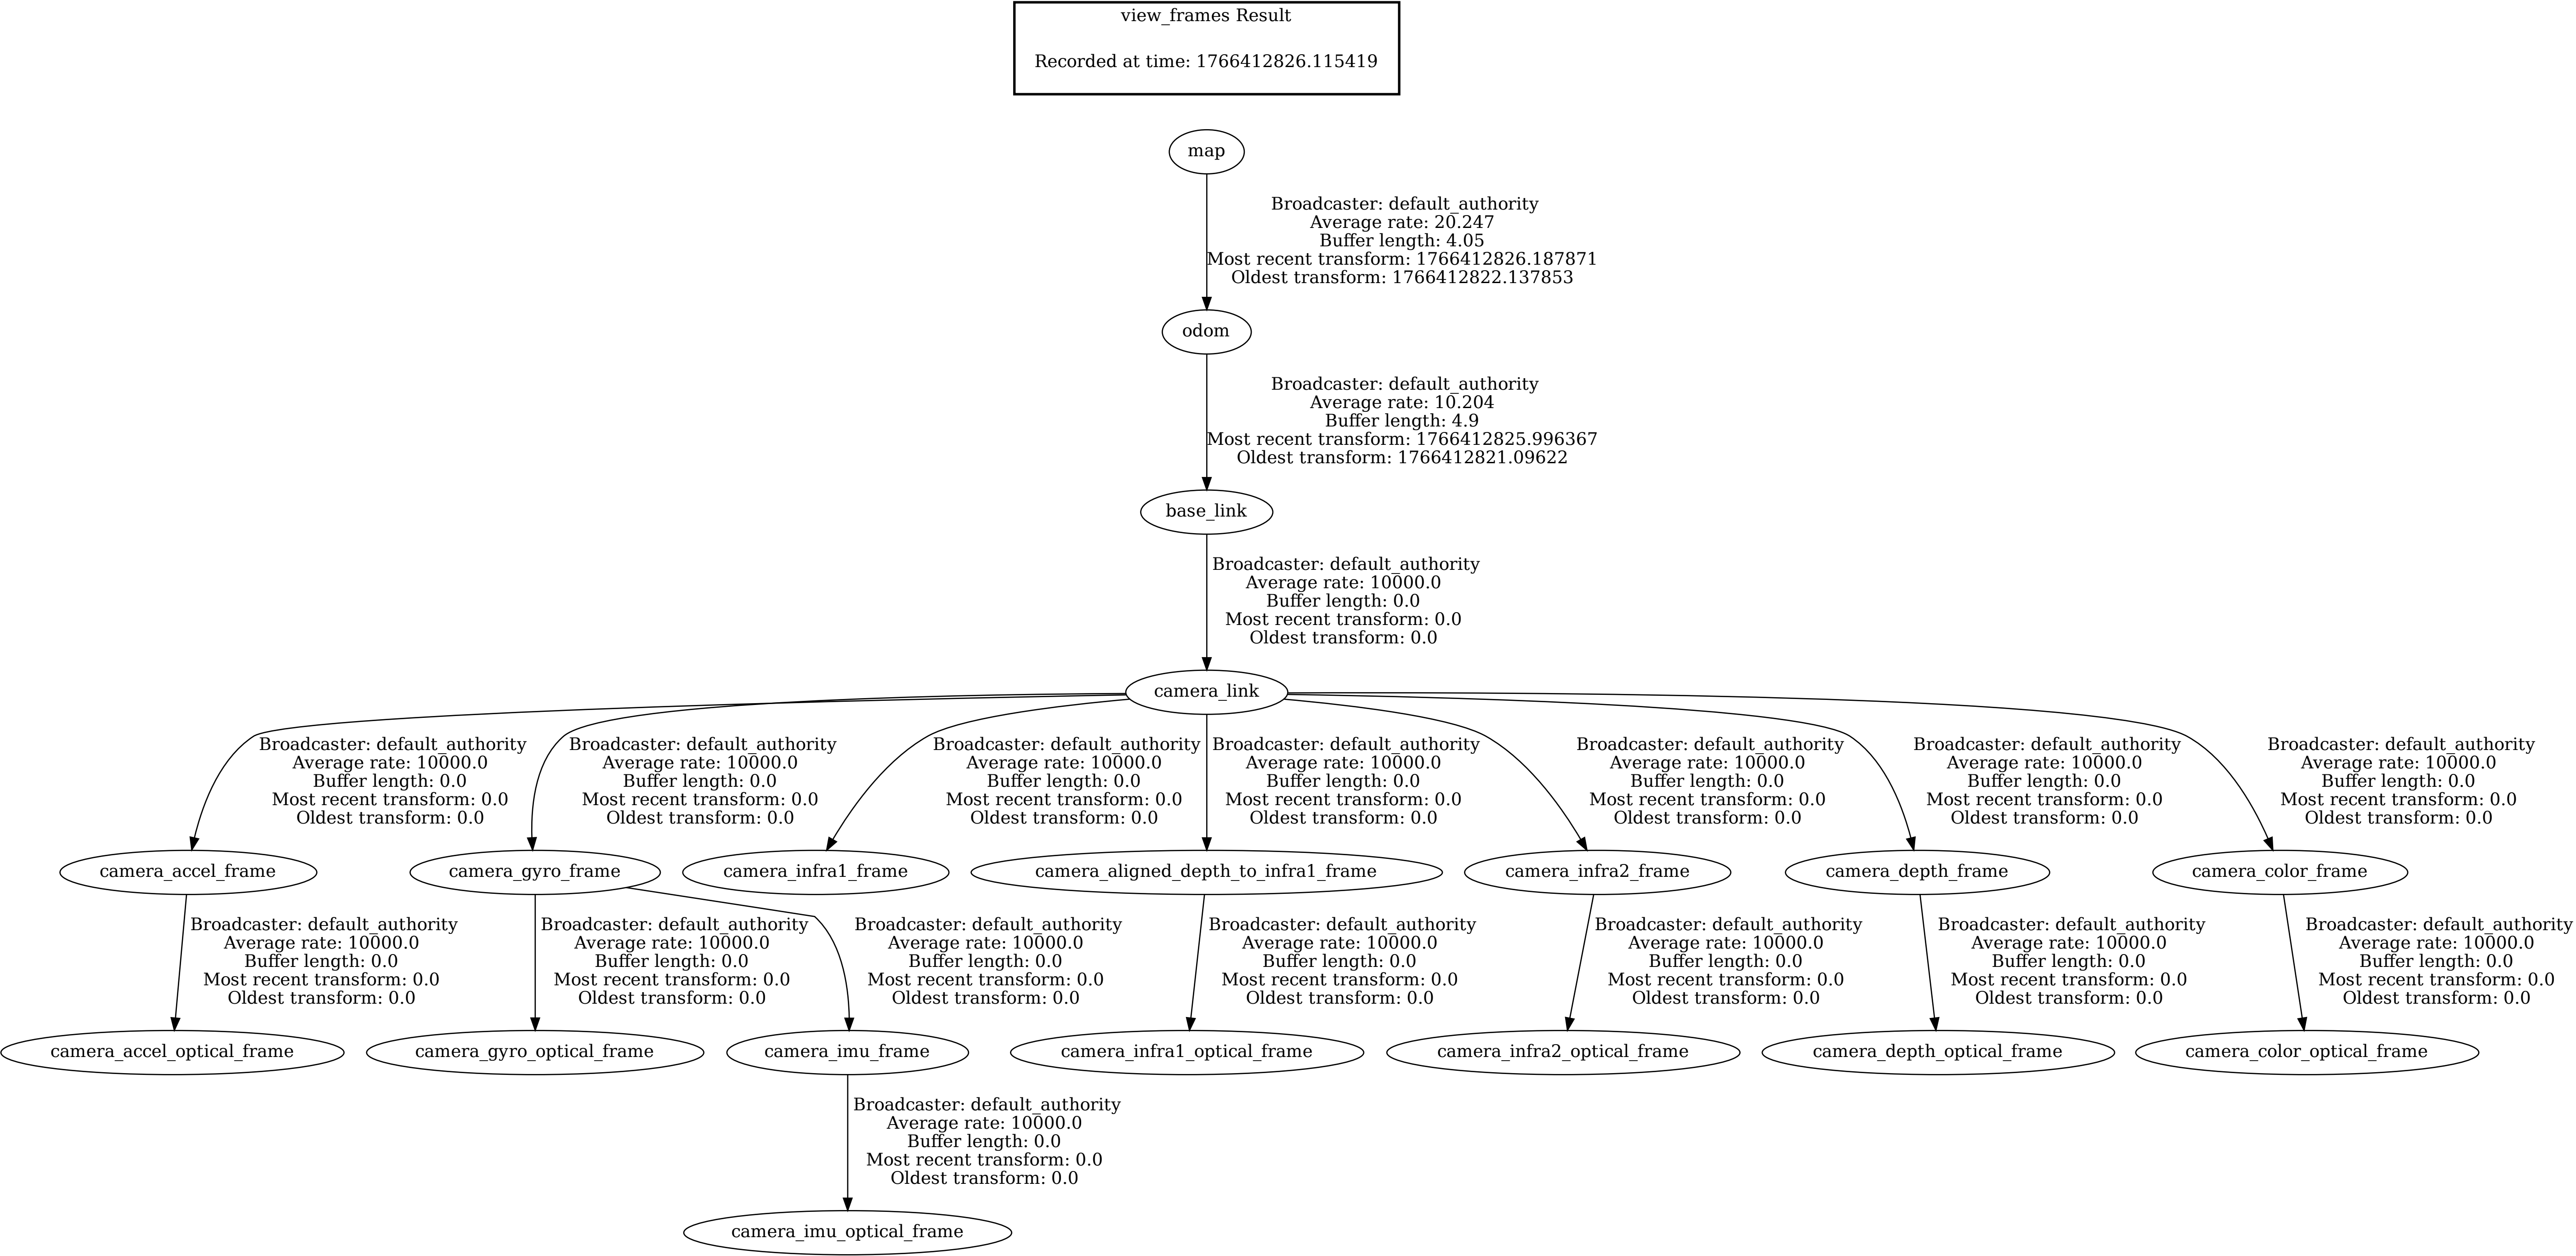 view_frames Result
Recorded at time: 1766412826.115419
map
Broadcaster: default_authority
Average rate: 20.247
Buffer length: 4.05
Most recent transform: 1766412826.187871
Oldest transform: 1766412822.137853
odom
Broadcaster: default_authority
Average rate: 10.204
Buffer length: 4.9
Most recent transform: 1766412825.996367
Oldest transform: 1766412821.09622
base_link
Broadcaster: default_authority
Average rate: 10000.0
Buffer length: 0.0
Most recent transform: 0.0
Oldest transform: 0.0
camera_link
Broadcaster: default_authority
Average rate: 10000.0
Buffer length: 0.0
Most recent transform: 0.0
Oldest transform: 0.0
Broadcaster: default_authority
Average rate: 10000.0
Buffer length: 0.0
Most recent transform: 0.0
Oldest transform: 0.0
Broadcaster: default_authority
Average rate: 10000.0
Buffer length: 0.0
Most recent transform: 0.0
Oldest transform: 0.0
Broadcaster: default_authority
Average rate: 10000.0
Buffer length: 0.0
Most recent transform: 0.0
Oldest transform: 0.0
Broadcaster: default_authority
Average rate: 10000.0
Buffer length: 0.0
Most recent transform: 0.0
Oldest transform: 0.0
Broadcaster: default_authority
Average rate: 10000.0
Buffer length: 0.0
Most recent transform: 0.0
Oldest transform: 0.0
Broadcaster: default_authority
Average rate: 10000.0
Buffer length: 0.0
Most recent transform: 0.0
Oldest transform: 0.0
camera_accel_frame
camera_gyro_frame
camera_infra1_frame
camera_aligned_depth_to_infra1_frame
camera_infra2_frame
camera_depth_frame
camera_color_frame
Broadcaster: default_authority
Average rate: 10000.0
Buffer length: 0.0
Most recent transform: 0.0
Oldest transform: 0.0
Broadcaster: default_authority
Average rate: 10000.0
Buffer length: 0.0
Most recent transform: 0.0
Oldest transform: 0.0
Broadcaster: default_authority
Average rate: 10000.0
Buffer length: 0.0
Most recent transform: 0.0
Oldest transform: 0.0
Broadcaster: default_authority
Average rate: 10000.0
Buffer length: 0.0
Most recent transform: 0.0
Oldest transform: 0.0
Broadcaster: default_authority
Average rate: 10000.0
Buffer length: 0.0
Most recent transform: 0.0
Oldest transform: 0.0
Broadcaster: default_authority
Average rate: 10000.0
Buffer length: 0.0
Most recent transform: 0.0
Oldest transform: 0.0
Broadcaster: default_authority
Average rate: 10000.0
Buffer length: 0.0
Most recent transform: 0.0
Oldest transform: 0.0
camera_accel_optical_frame
camera_gyro_optical_frame
camera_imu_frame
camera_infra1_optical_frame
camera_infra2_optical_frame
camera_depth_optical_frame
camera_color_optical_frame
Broadcaster: default_authority
Average rate: 10000.0
Buffer length: 0.0
Most recent transform: 0.0
Oldest transform: 0.0
camera_imu_optical_frame